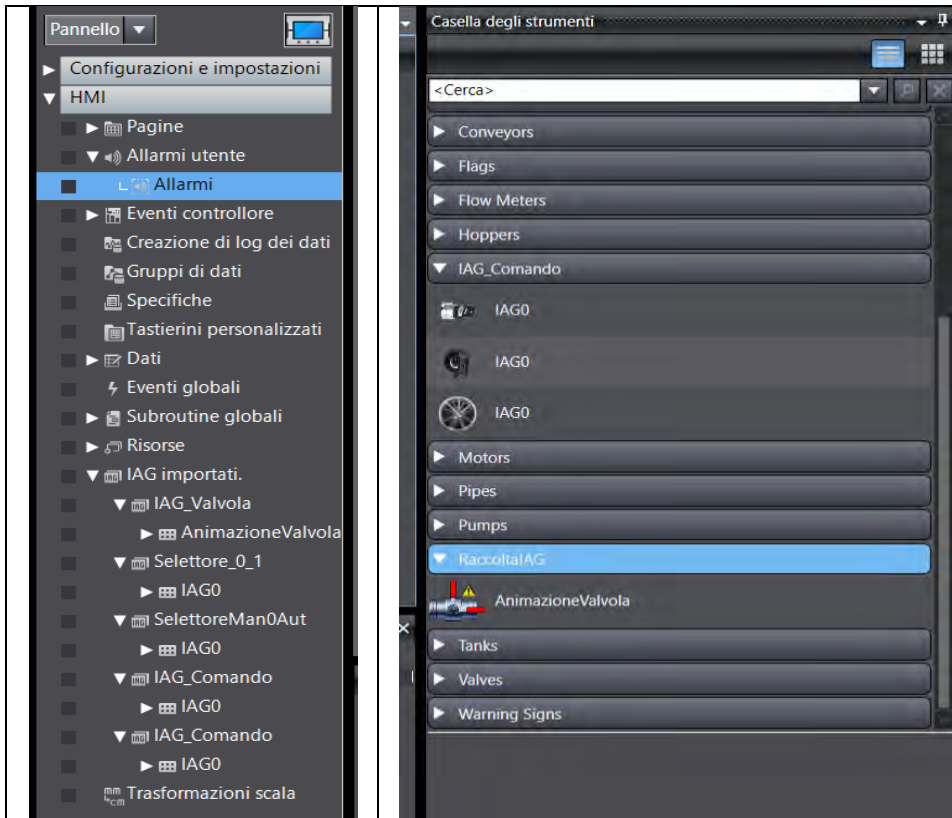 Pannello
Configurazioni e impostazioni
HMI
Pagine
Allarmi utente
Allarmi
Eventi controllore
Creazione di log dei dati
Gruppi di dati
Specifiche
Tastierini personalizzati
Dati
Eventi globali
Subroutine globali
Risorse
IAG importati.
IAG_Valvola
AnimazioneValvola
Selettore_0_1
IAG0
SelettoreMan0Aut
IAG0
IAG_Comando
IAG0
IAG_Comando
IAG0
Trasformazioni scala
Casella degli strumenti
<Cerca>
Conveyors
Flags
Flow Meters
Hoppers
IAG_Comando
IAG0
IAG0
IAG0
Motors
Pipes
Pumps
RaccoltaIAG
AnimazioneValvola
Tanks
Valves
Warning Signs